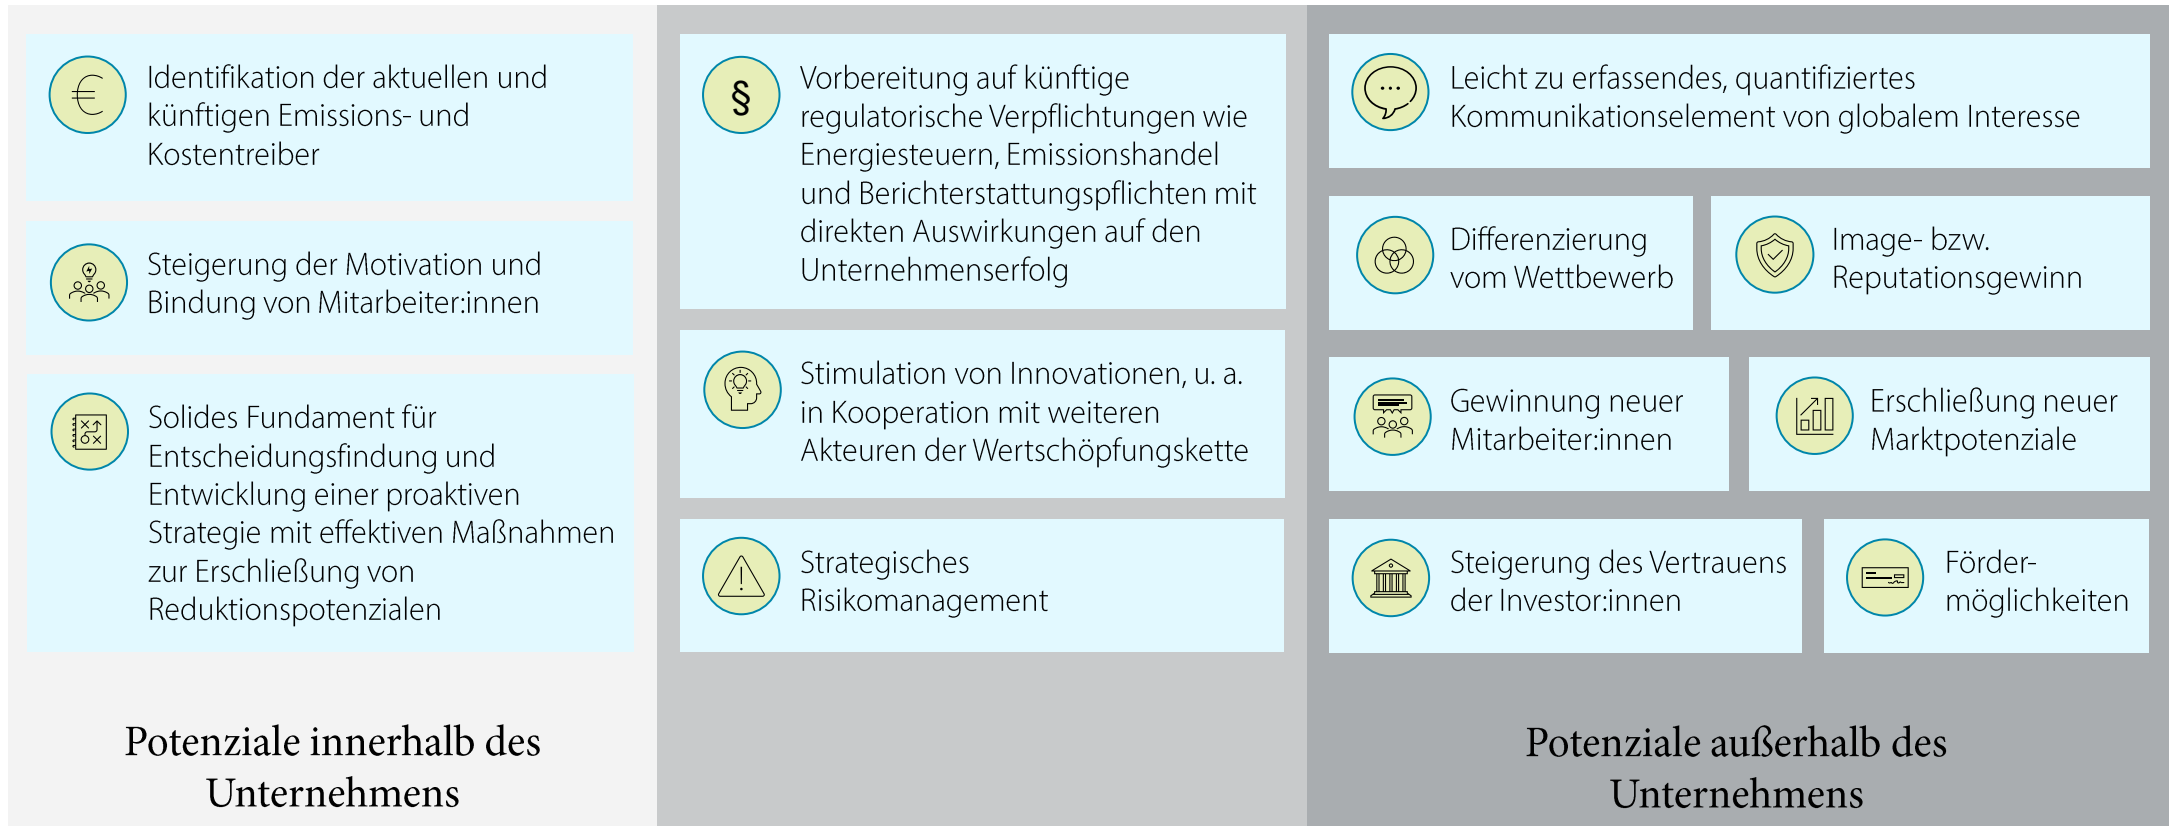 Identifikation der aktuellen und
künftigen Emissions- und
Kostentreiber
Steigerung der Motivation und
Bindung von Mitarbeiter:innen
Solides Fundament für
Entscheidungsfindung und
Entwicklung einer proaktiven
Strategie mit effektiven Maßnahmen
zur Erschließung von
Reduktionspotenzialen
Potenziale innerhalb des
Unternehmens
§
Vorbereitung auf künftige
regulatorische Verpflichtungen wie
Energiesteuern, Emissionshandel
und Berichterstattungspflichten mit
direkten Auswirkungen auf den
Unternehmenserfolg
Stimulation von Innovationen, u. a.
in Kooperation mit weiteren
Akteuren der Wertschöpfungskette
Strategisches
Risikomanagement
Leicht zu erfassendes, quantifiziertes
Kommunikationselement von globalem Interesse
Differenzierung
vom Wettbewerb
Image- bzw.
Reputationsgewinn
Gewinnung neuer
Mitarbeiter:innen
Erschließung neuer
Marktpotenziale
Steigerung des Vertrauens
der Investor:innen
Förder-
möglichkeiten
Potenziale außerhalb des
Unternehmens